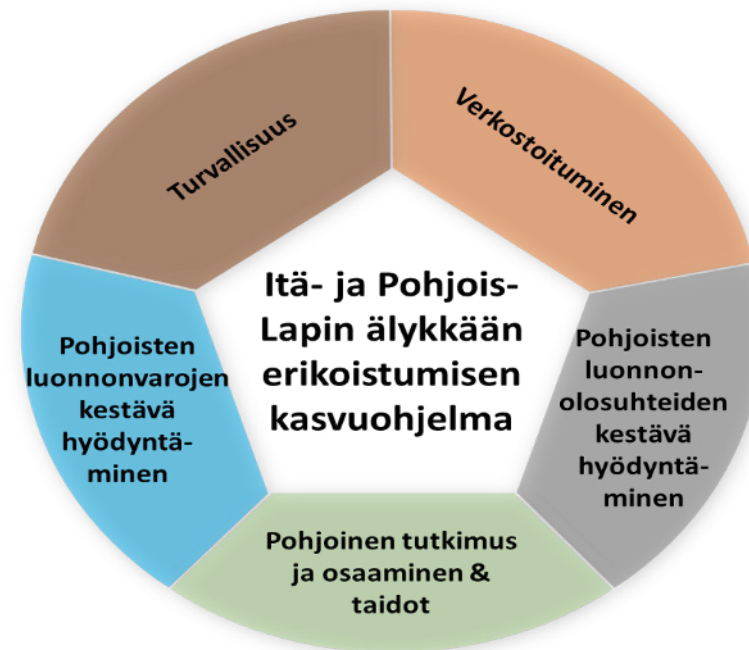 Turvallisuus
Verkostoituminen
Itä- ja Pohjois-
Lapin älykkään
erikoistumisen
kasvuohjelma
Pohjoisten
luonnonvarojen
kestävä
hyödyntä-
minen
Pohjoisten
luonnon-
olosuhteiden
kestävä
hyödyntä-
minen
Pohjoinen tutkimus
ja osaaminen &
taidot